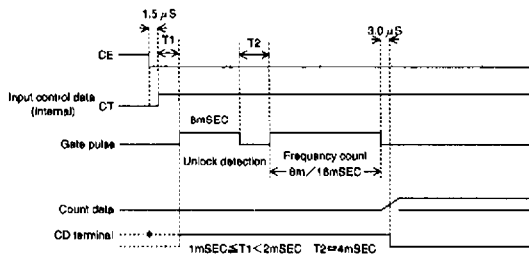 1.5 μS
T1
T2
3.0 μS
CE
Input control data
(internal)
CT
8mSEC
Gate pulse
Unlock detection
Frequency count
8m/16mSEC
Count data
CD terminal
1mSEC≦T1<2mSEC T2≒4mSEC